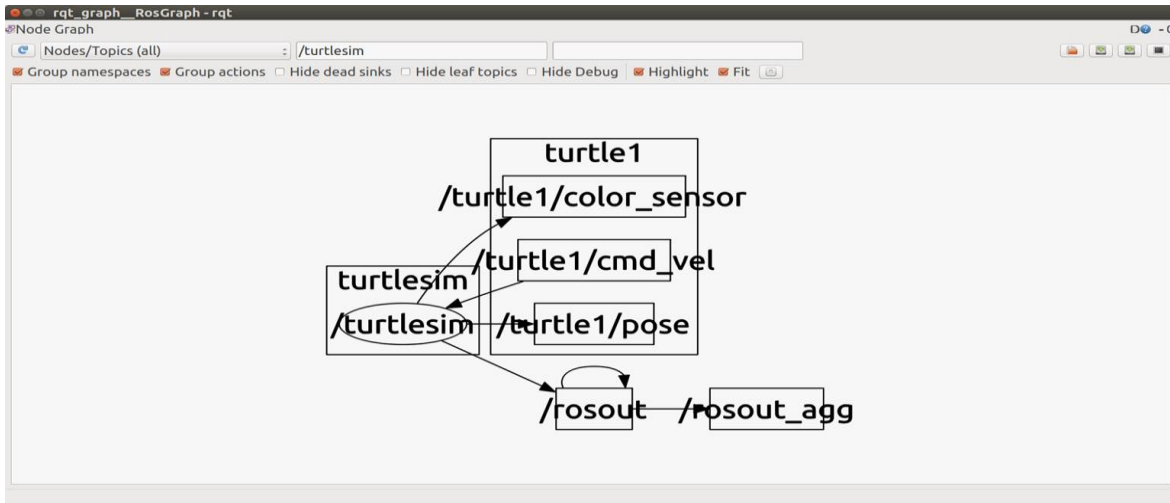 rqt_graph__RosGraph - rqt
Node Graph
D
Nodes/Topics (all)
/turtlesim
Group namespaces
Group actions
Hide dead sinks
Hide leaf topics
Hide Debug
Highlight
Fit
turtle1
/turtle1/color_sensor
/turtle1/cmd_vel
turtlesim
/turtlesim
/turtle1/pose
/rosout
/rosout_agg